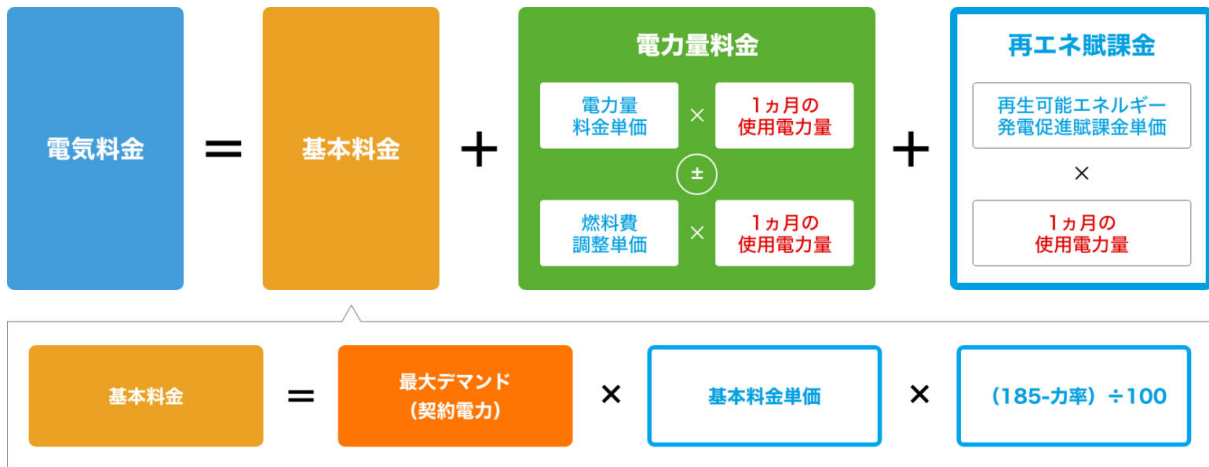 電気料金
=
基本料金
+
電力量料金
電力量
料金単価
×
1ヵ月の
使用電力量
±
燃料費
調整単価
×
1ヵ月の
使用電力量
+
再エネ賦課金
再生可能エネルギー
発電促進賦課金単価
×
1ヵ月の
使用電力量
基本料金
=
最大デマンド
(契約電力)
×
基本料金単価
×
(185-力率) ÷100